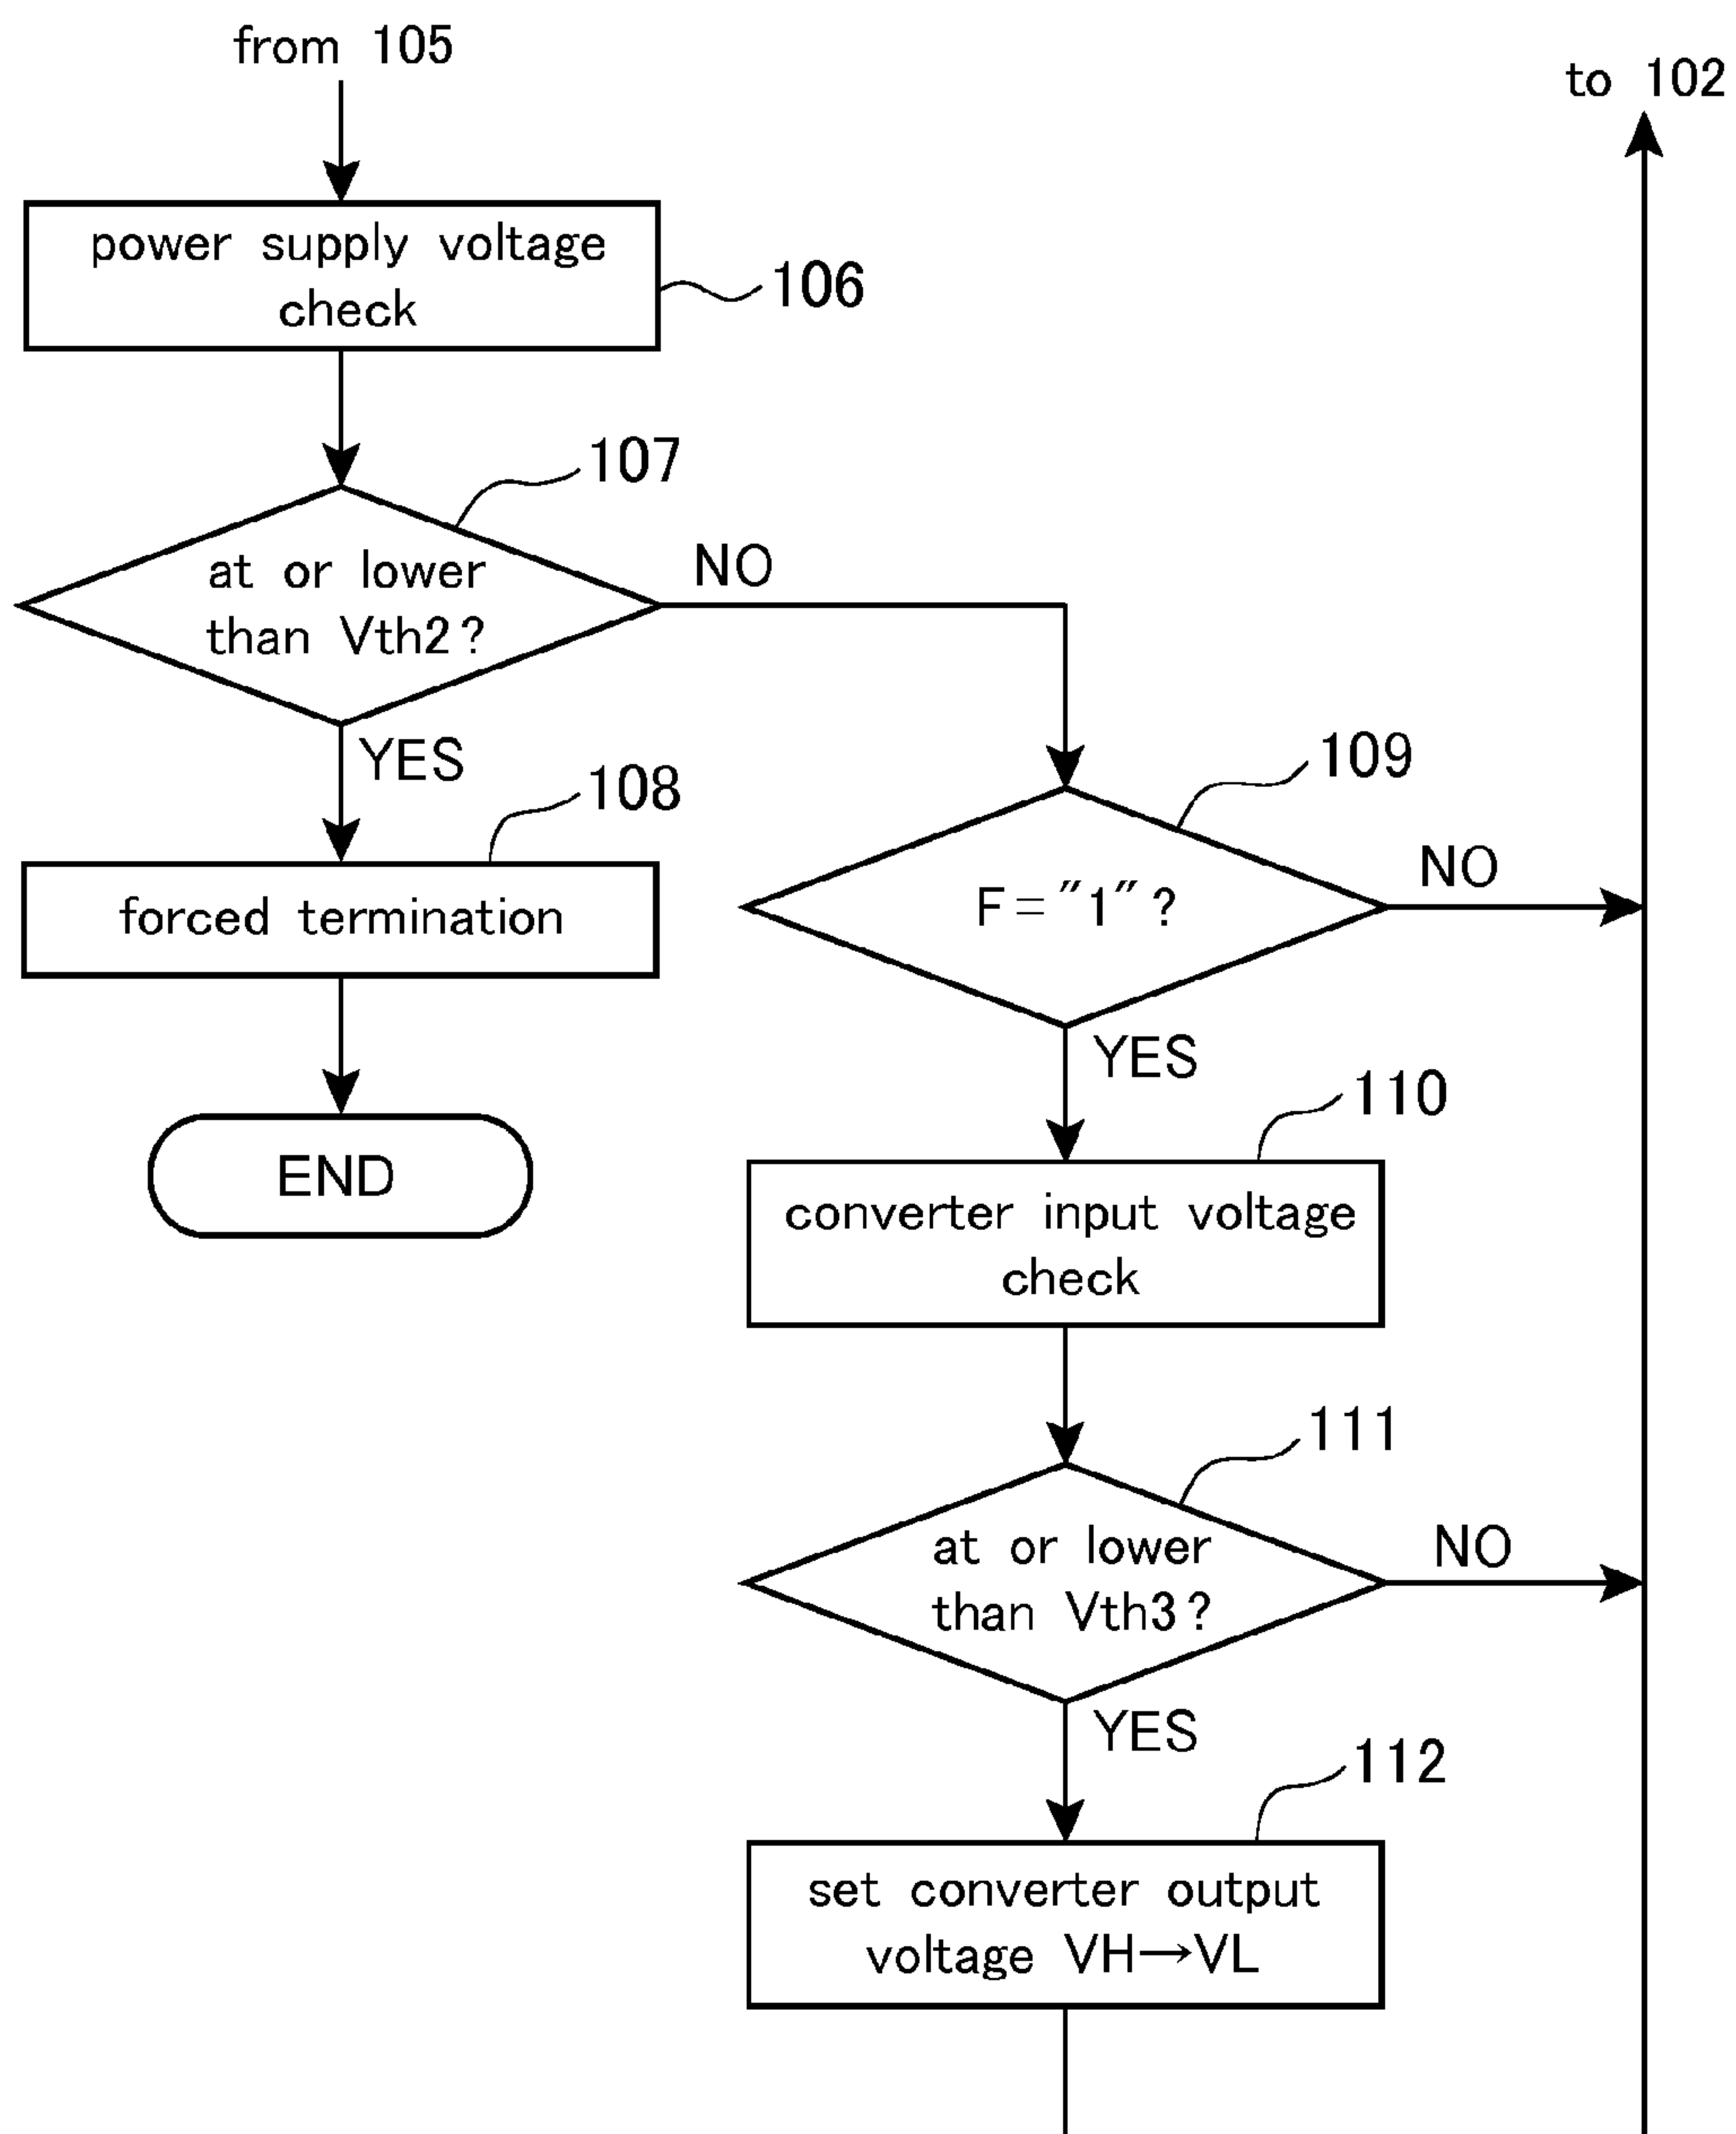 from 105
to 102
power supply voltage
check
106
107
at or lower
than Vth2?
NO
YES
108
forced termination
END
109
F="1"?
NO
YES
110
converter input voltage
check
111
at or lower
than Vth3?
NO
YES
112
set converter output
voltage VH→VL